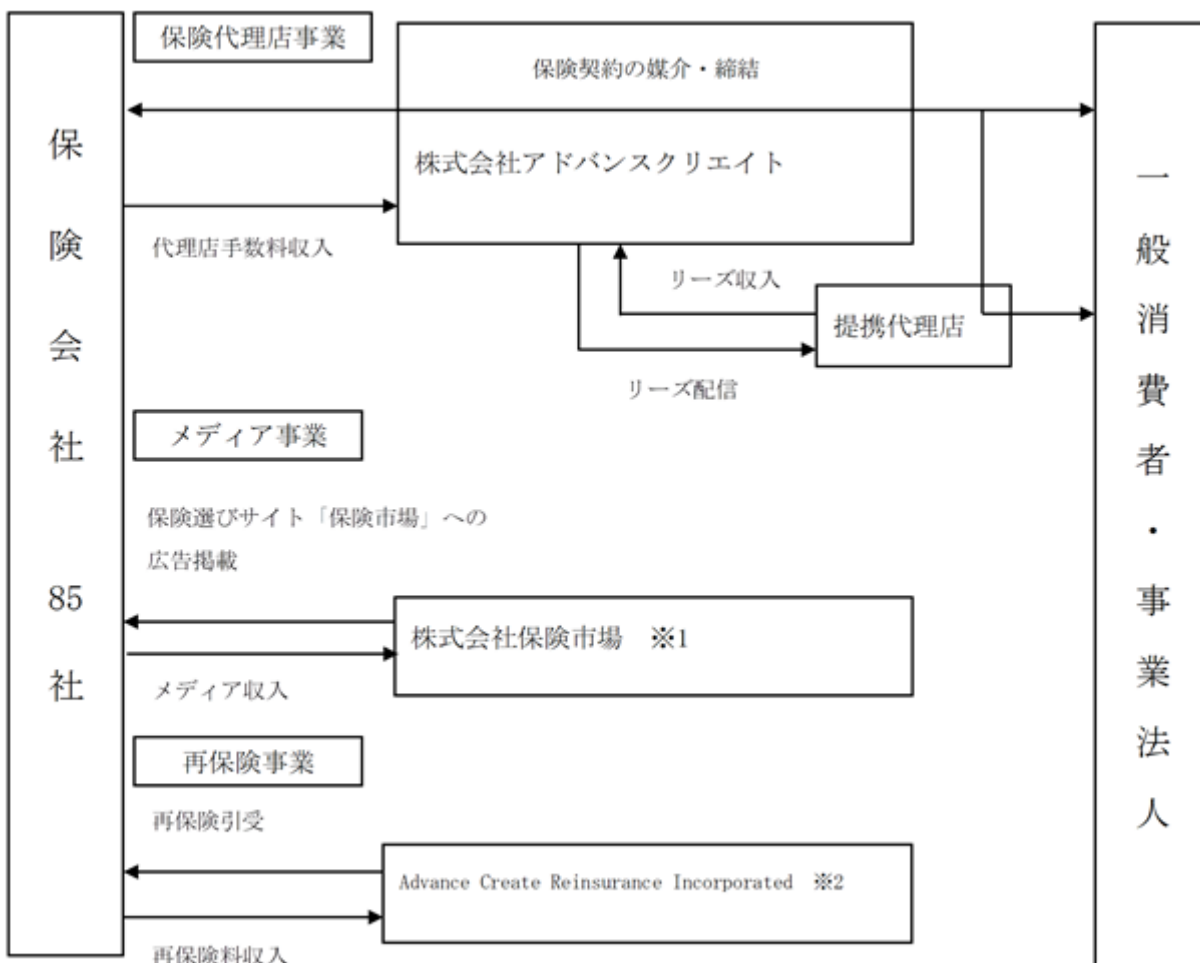 保険会社85社
保険代理店事業
保険契約の媒介・締結
株式会社アドバンスクリエイト
代理店手数料収入
リーズ収入
提携代理店
リーズ配信
メディア事業
保険選びサイト「保険市場」への
広告掲載
株式会社保険市場　※1
メディア収入
再保険事業
再保険引受
Advance Create Reinsurance Incorporated　※2
再保険料収入
一般消費者・事業法人